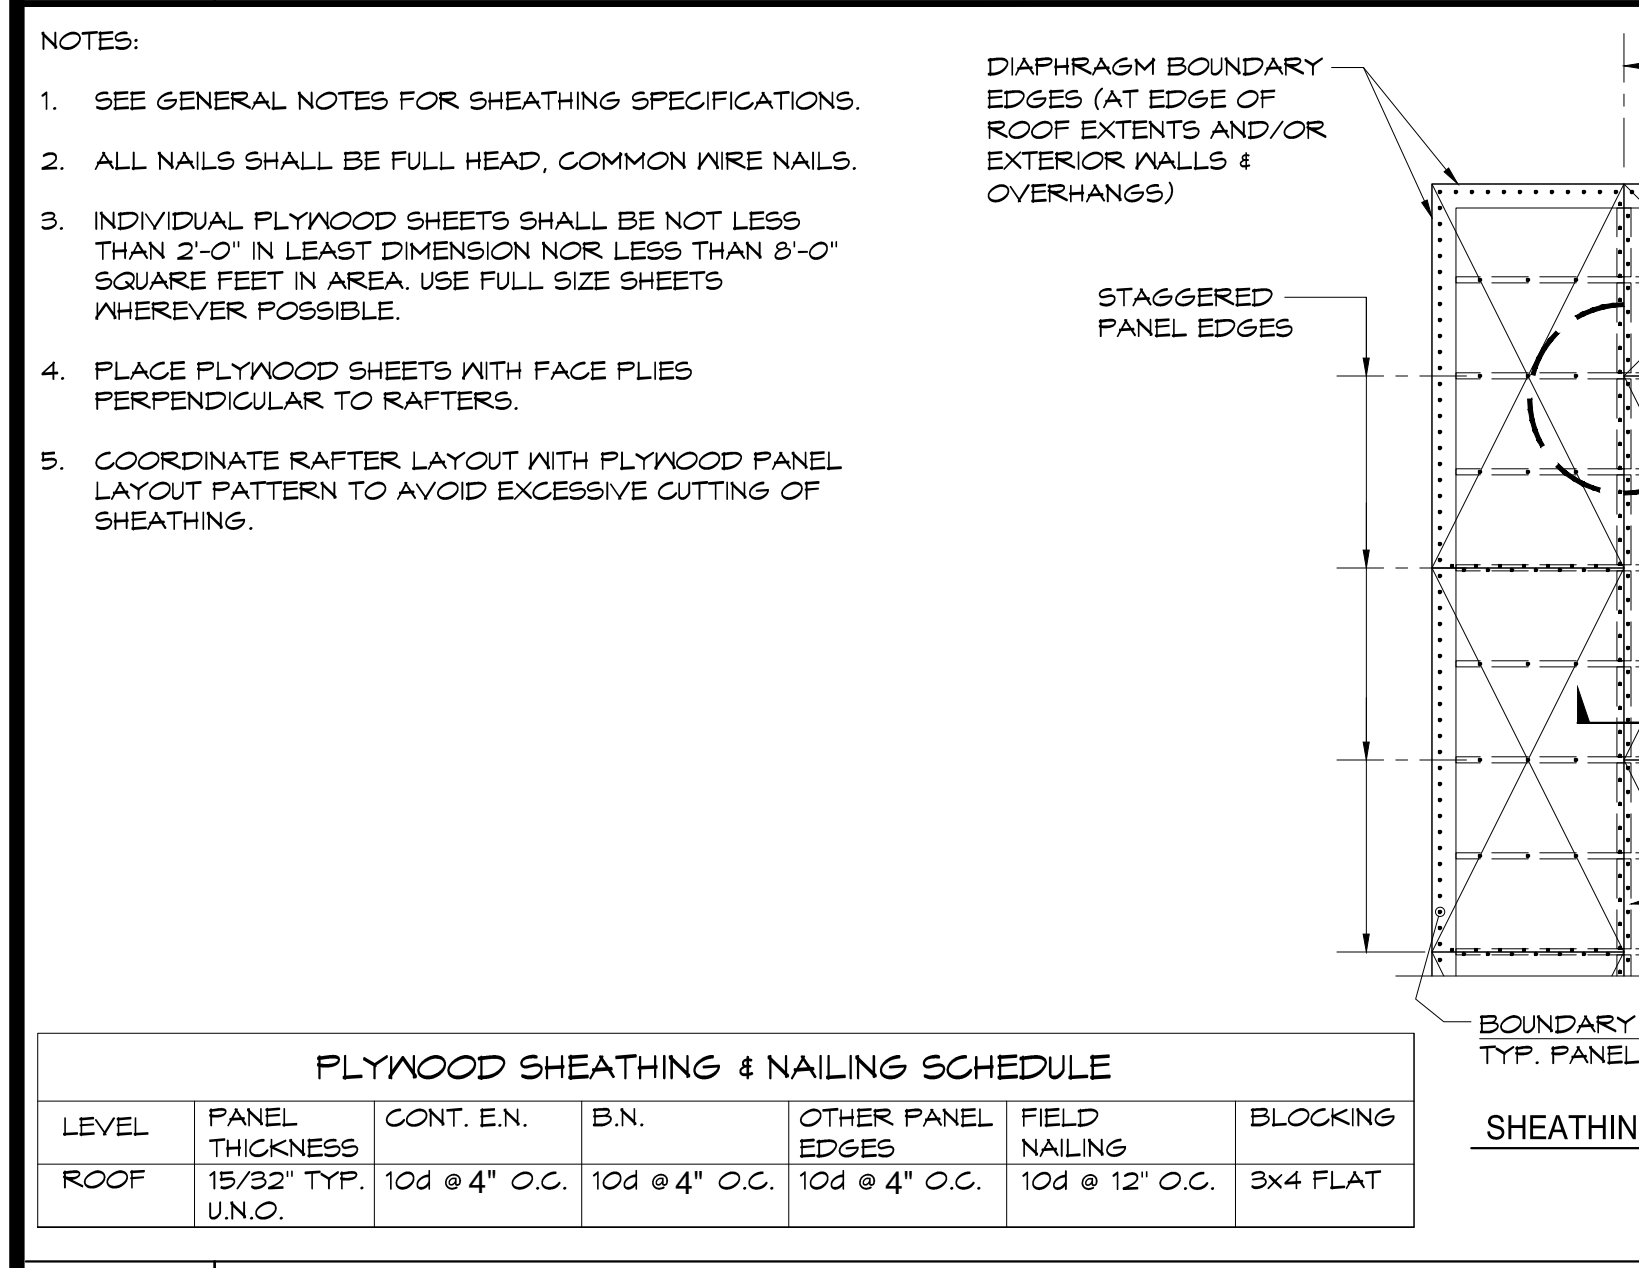 NOTES:
1. SEE GENERAL NOTES FOR SHEATHING SPECIFICATIONS.
2. ALL NAILS SHALL BE FULL HEAD, COMMON WIRE NAILS.
3. INDIVIDUAL PLYWOOD SHEETS SHALL BE NOT LESS
THAN 2'-0" IN LEAST DIMENSION NOR LESS THAN 8'-0"
SQUARE FEET IN AREA. USE FULL SIZE SHEETS
WHEREVER POSSIBLE.
4. PLACE PLYWOOD SHEETS WITH FACE PLIES
PERPENDICULAR TO RAFTERS.
5. COORDINATE RAFTER LAYOUT WITH PLYWOOD PANEL
LAYOUT PATTERN TO AVOID EXCESSIVE CUTTING OF
SHEATHING.
DIAPHRAGM BOUNDARY
EDGES (AT EDGE OF
ROOF EXTENTS AND/OR
EXTERIOR WALLS &
OVERHANGS)
STAGGERED
PANEL EDGES
BOUNDARY
TYP. PANEL
SHEATHIN
PLYWOOD SHEATHING & NAILING SCHEDULE
LEVEL PANEL THICKNESS CONT. E.N. B.N. OTHER PANEL EDGES FIELD NAILING BLOCKING
ROOF 15/32" TYP. U.N.O. 10d @ 4" O.C. 10d @ 4" O.C. 10d @ 4" O.C. 10d @ 12" O.C. 3x4 FLAT